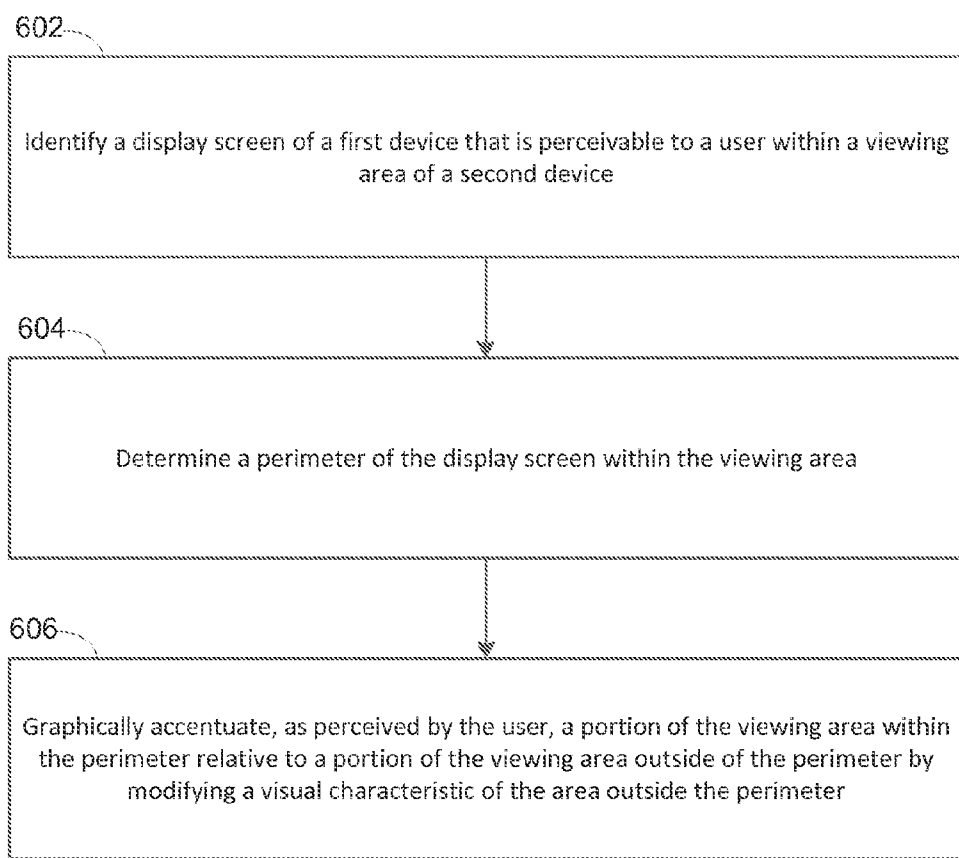 602
Identify a display screen of a first device that is perceivable to a user within a viewing
area of a second device
604
Determine a perimeter of the display screen within the viewing area
606
Graphically accentuate, as perceived by the user, a portion of the viewing area within
the perimeter relative to a portion of the viewing area outside of the perimeter by
modifying a visual characteristic of the area outside the perimeter